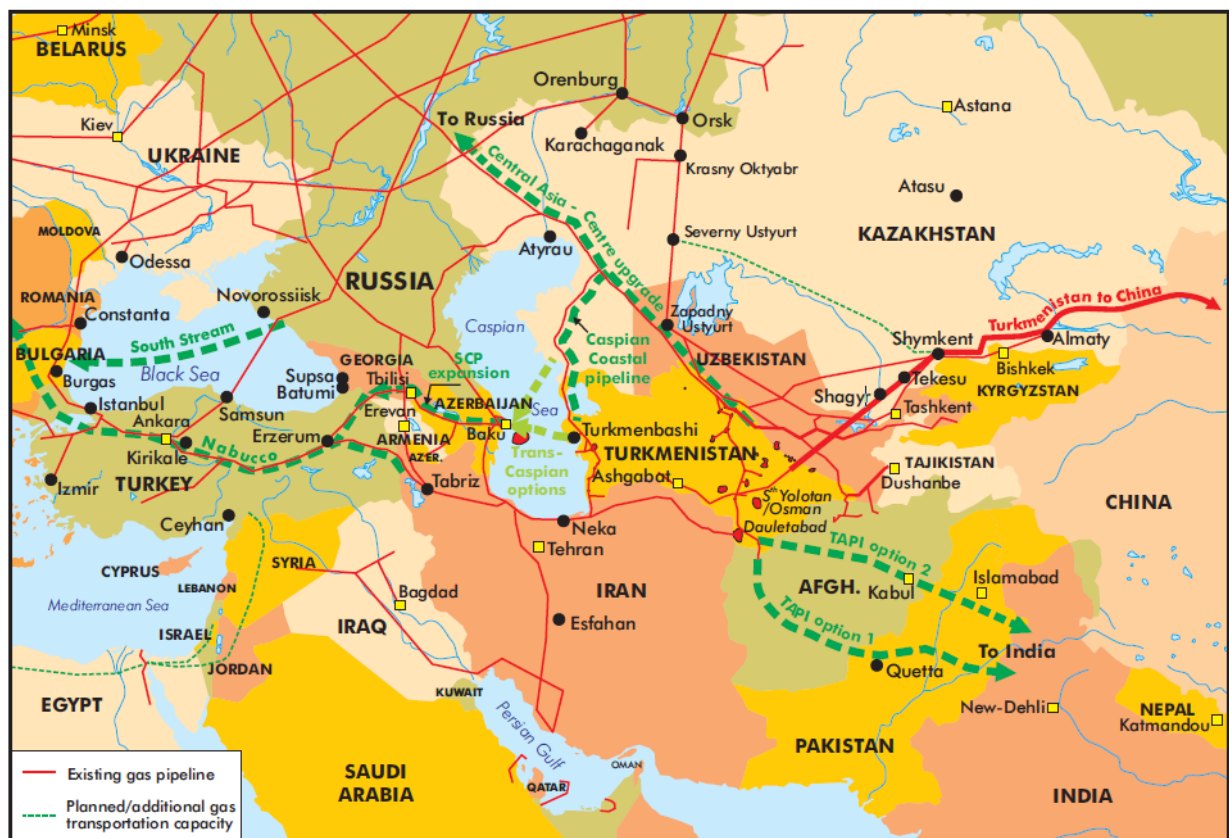 Minsk
BELARUS
Kiev
UKRAINE
MOLDOVA
Odessa
ROMANIA
Constanta
BULGARIA
Burgas
South Stream
Black Sea
Novorossiisk
RUSSIA
To Russia
Orenburg
Orsk
Karachaganak
Krasny Oktyabr
Astana
Atasu
KAZAKHSTAN
Central Asia - Centre upgrade
Atyrau
Severny Ustyurt
Zapadny
Ustyurt
UZBEKISTAN
Caspian
Sea
Caspian
Coastal
pipeline
Turkmenistan to China
Shymkent
Almaty
Bishkek
KYRGYZSTAN
Tekesu
Shagyr
Tashkent
GEORGIA
Tbilisi
SCP
expansion
Supsa
Batumi
Erevan
ARMENIA
AZERBAIJAN
AZER.
Baku
Trans-
Caspian
options
Turkmenbashi
TURKMENISTAN
Ashgabat
TAJIKISTAN
Dushanbe
CHINA
Sth Yolotan
/Osman
Dauletabad
Istanbul
Ankara
Samsun
Kirikale
Nabucco
Erzerum
Izmir
TURKEY
Ceyhan
Tabriz
Neka
Tehran
IRAN
Esfahan
CYPRUS
SYRIA
LEBANON
Mediterranean Sea
ISRAEL
JORDAN
EGYPT
Bagdad
IRAQ
KUWAIT
Persian Gulf
SAUDI
ARABIA
QATAR
OMAN
TAPI option 2
AFGH.
Kabul
Islamabad
TAPI option 1
To India
Quetta
New-Dehli
PAKISTAN
NEPAL
Katmandou
INDIA
Existing gas pipeline
Planned/additional gas
transportation capacity